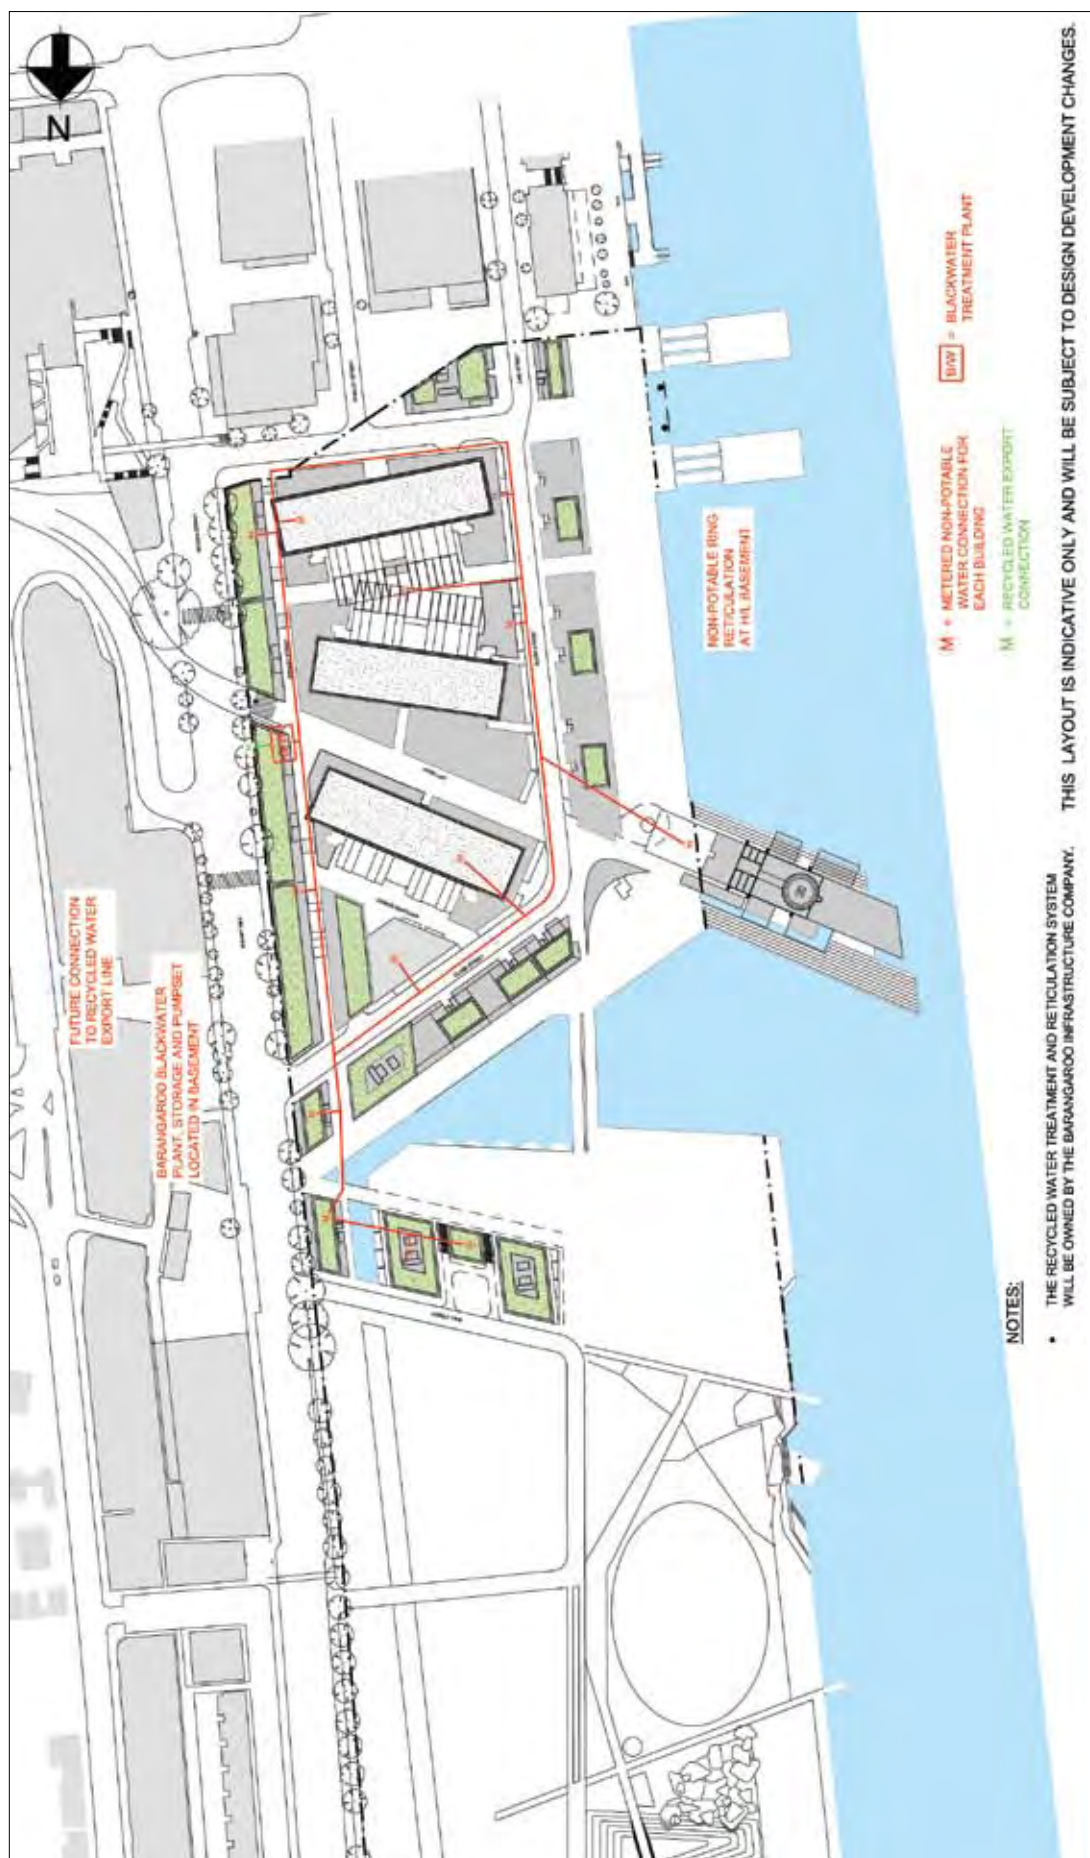 N
FUTURE CONNECTION
TO RECYCLED WATER
EXPORT LINE
BARANGAROO BLACKWATER
PLANT, STORAGE AND PUMPSET
LOCATED IN BASEMENT
NON-POTABLE RING
RETICULATION
AT H/L BASEMENT
M = METERED NON-POTABLE
WATER CONNECTION FOR
EACH BUILDING
B/W = BLACKWATER
TREATMENT PLANT
M = RECYCLED WATER EXPORT
CONNECTION
NOTES:
• THE RECYCLED WATER TREATMENT AND RETICULATION SYSTEM
WILL BE OWNED BY THE BARANGAROO INFRASTRUCTURE COMPANY.
THIS LAYOUT IS INDICATIVE ONLY AND WILL BE SUBJECT TO DESIGN DEVELOPMENT CHANGES.